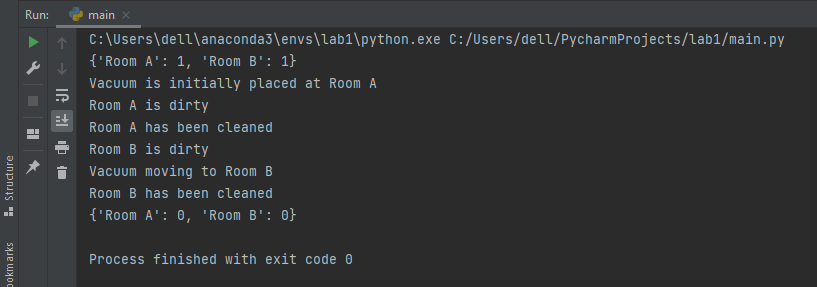 Run: main
C:\Users\dell\anaconda3\envs\lab1\python.exe C:/Users/dell/PycharmProjects/lab1/main.py
{'Room A': 1, 'Room B': 1}
Vacuum is initially placed at Room A
Room A is dirty
Room A has been cleaned
Room B is dirty
Vacuum moving to Room B
Room B has been cleaned
{'Room A': 0, 'Room B': 0}
Process finished with exit code 0
Structure